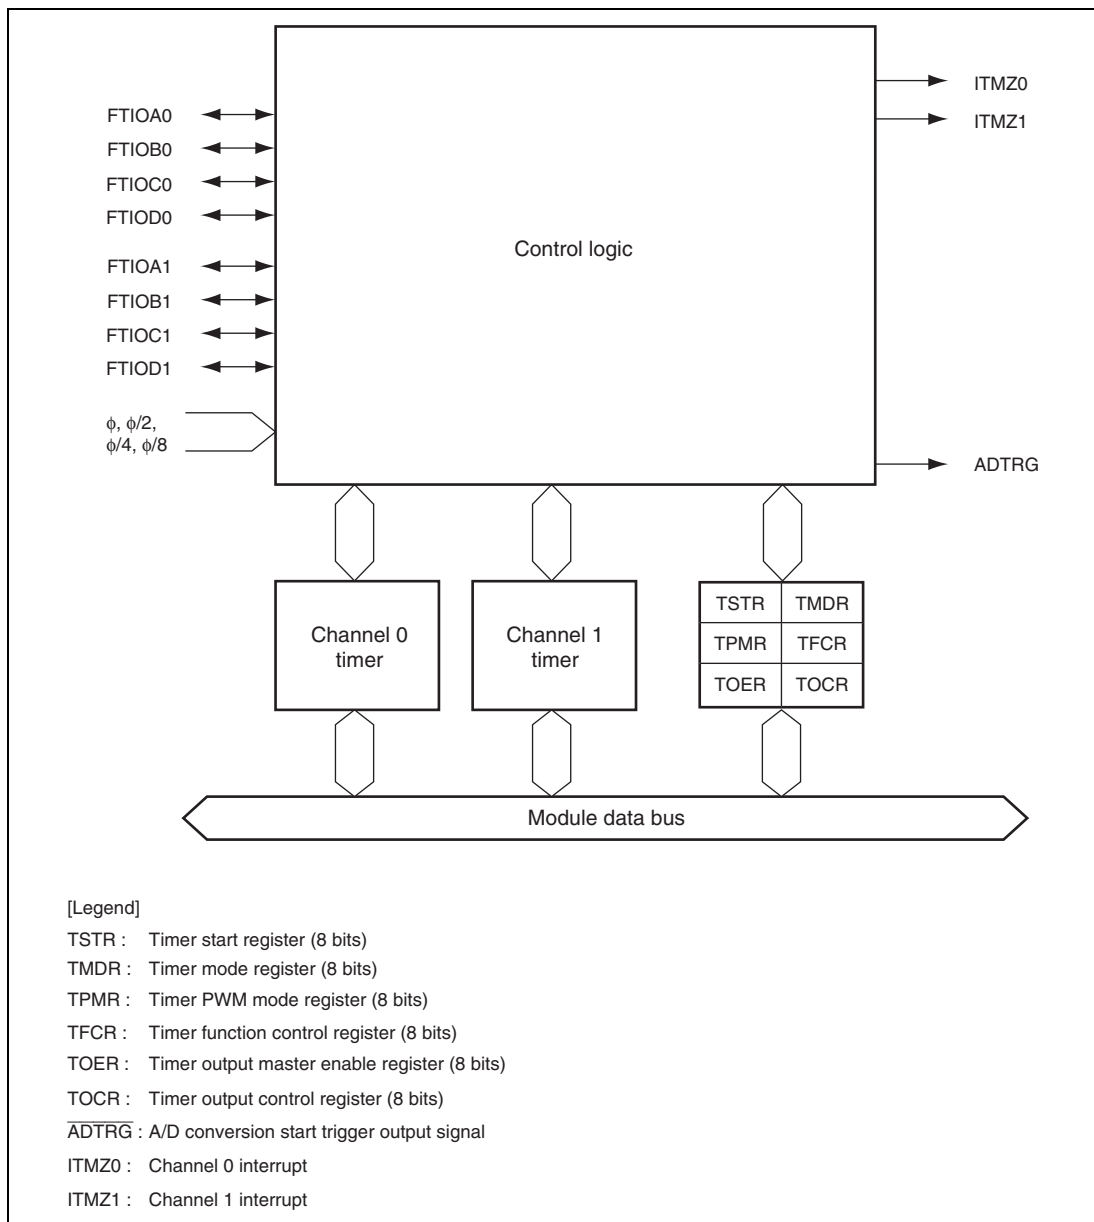 ITMZ0
ITMZ1
FTIOA0
FTIOB0
FTIOC0
FTIOD0
Control logic
FTIOA1
FTIOB1
FTIOC1
FTIOD1
ϕ, ϕ/2,
ϕ/4, ϕ/8
ADTRG
TSTR TMDR
Channel 0
timer
Channel 1
timer
TPMR TFCR
TOER TOCR
Module data bus
[Legend]
TSTR : Timer start register (8 bits)
TMDR : Timer mode register (8 bits)
TPMR : Timer PWM mode register (8 bits)
TFCR : Timer function control register (8 bits)
TOER : Timer output master enable register (8 bits)
TOCR : Timer output control register (8 bits)
A̅D̅T̅R̅G̅ : A/D conversion start trigger output signal
ITMZ0 : Channel 0 interrupt
ITMZ1 : Channel 1 interrupt